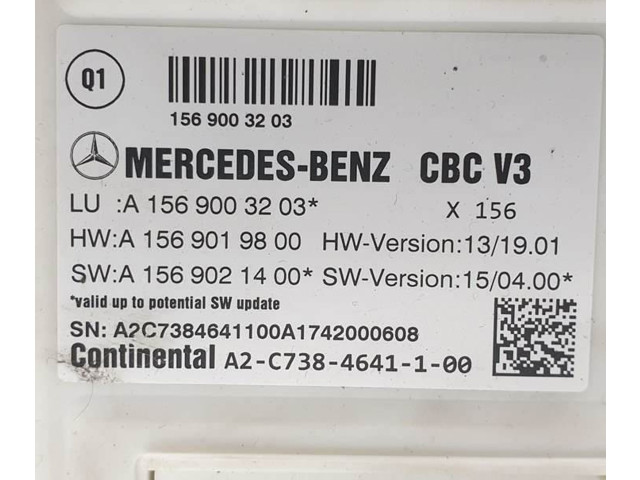 Q1
156 900 32 03
MERCEDES-BENZ CBC V3
LU :A 156 900 32 03* X 156
HW:A 156 901 98 00 HW-Version:13/19.01
SW:A 156 902 14 00* SW-Version:15/04.00*
*valid up to potential SW update
SN: A2C7384641100A1742000608
Continental A2-C738-4641-1-00